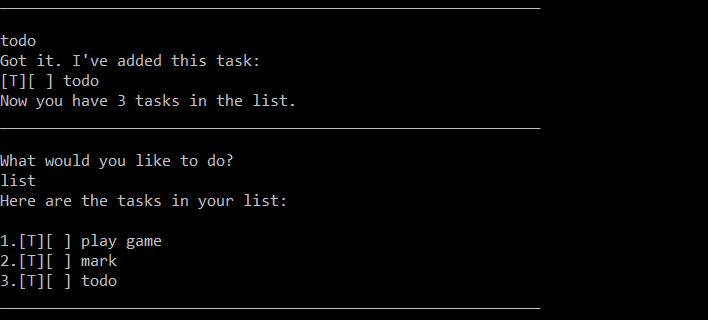 todo
Got it. I've added this task:
[T][ ] todo
Now you have 3 tasks in the list.
What would you like to do?
list
Here are the tasks in your list:
1.[T][ ] play game
2.[T][ ] mark
3.[T][ ] todo